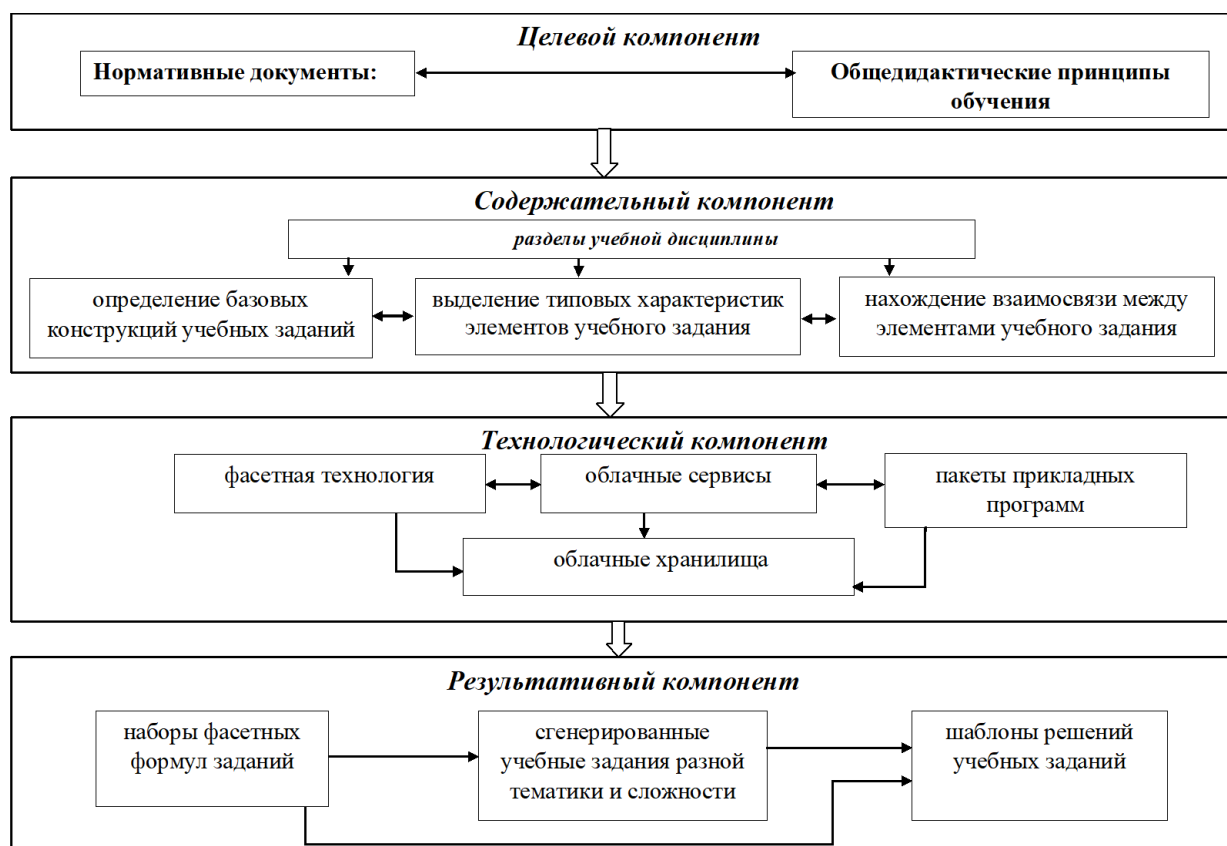 Целевой компонент
Нормативные документы:
Общедидактические принципы
обучения
Содержательный компонент
разделы учебной дисциплины
определение базовых
конструкций учебных заданий
выделение типовых характеристик
элементов учебного задания
нахождение взаимосвязи между
элементами учебного задания
Технологический компонент
фасетная технология
облачные сервисы
пакеты прикладных
программ
облачные хранилища
Результативный компонент
наборы фасетных
формул заданий
сгенерированные
учебные задания разной
тематики и сложности
шаблоны решений
учебных заданий